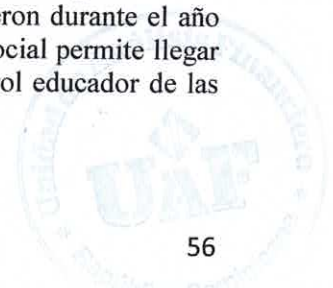 eron durante el año
ocial permite llegar
ol educador de las
UAF
56